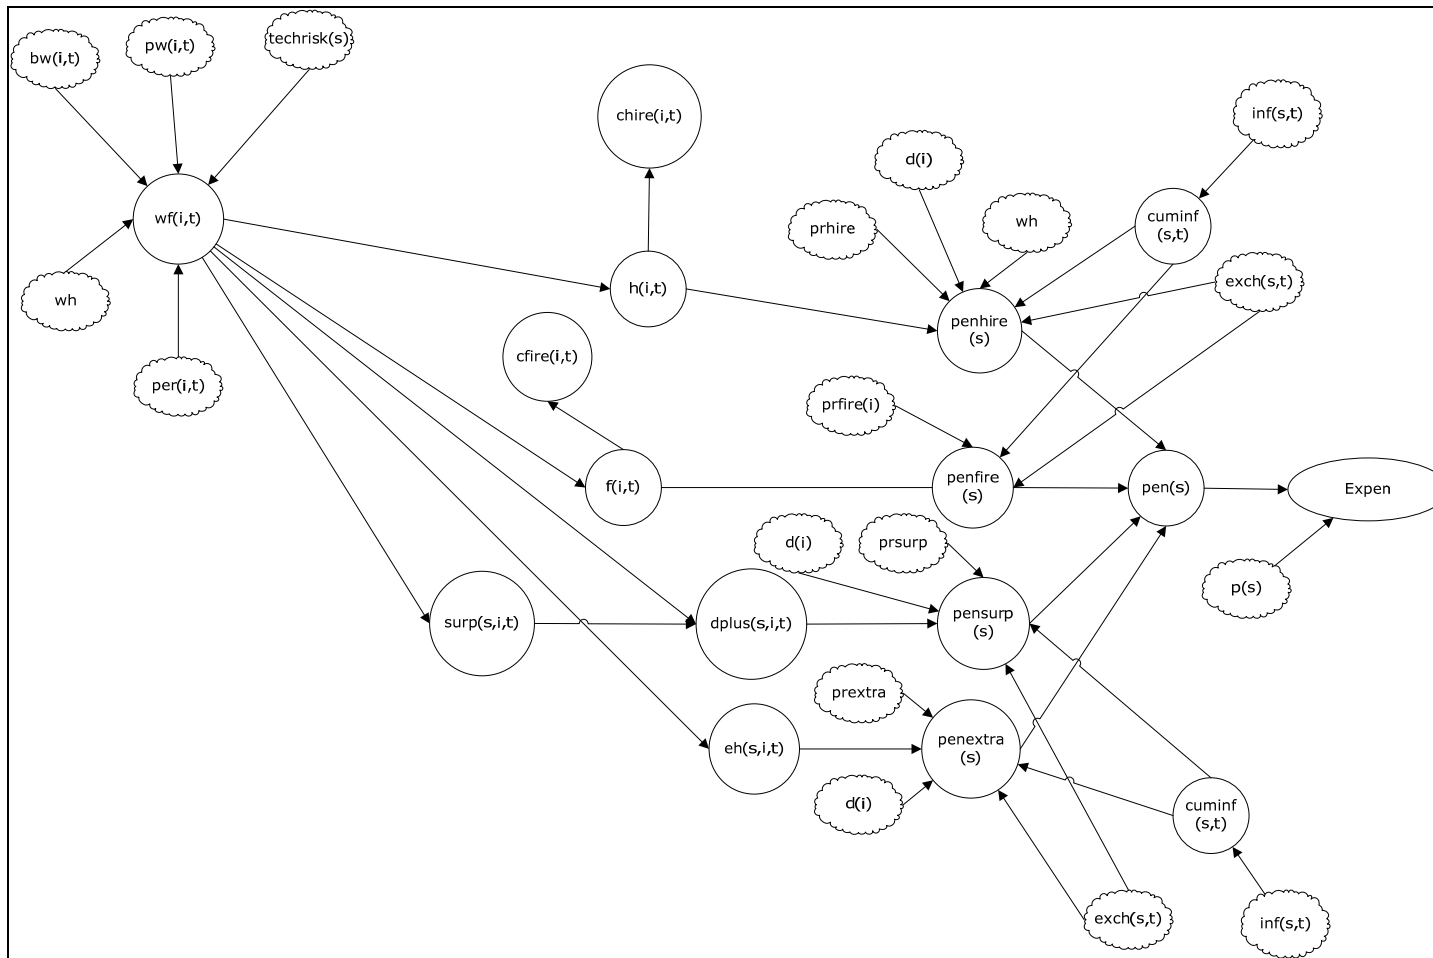 bw(i,t)
pw(i,t)
techrisk(s)
chire(i,t)
inf(s,t)
d(i)
wf(i,t)
prhire
wh
cuminf
(s,t)
wh
h(i,t)
exch(s,t)
penhire
(s)
cfire(i,t)
per(i,t)
prfire(i)
f(i,t)
penfire
(s)
pen(s)
Expen
d(i)
prsurp
p(s)
surp(s,i,t)
dplus(s,i,t)
pensurp
(s)
prextra
eh(s,i,t)
penextra
(s)
d(i)
cuminf
(s,t)
exch(s,t)
inf(s,t)